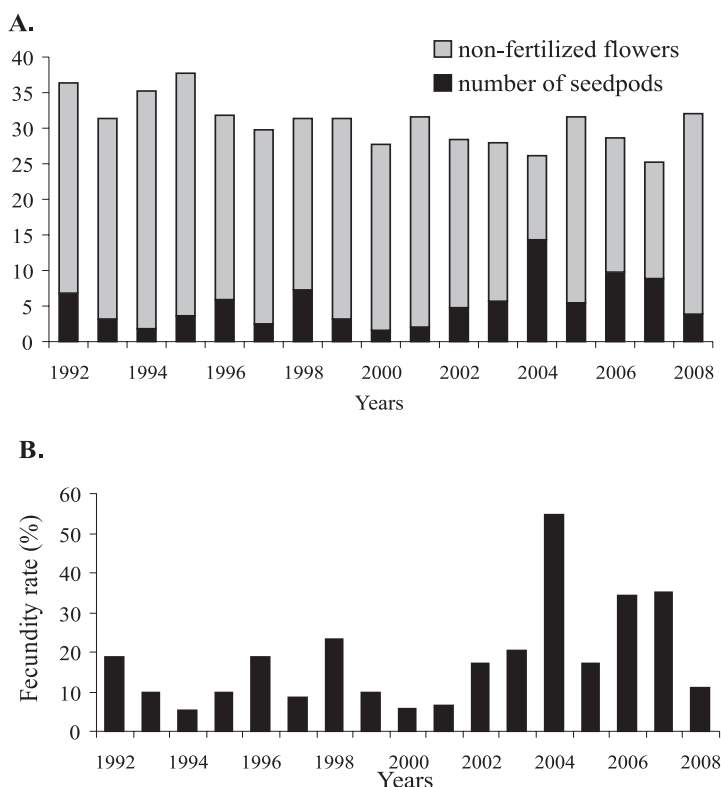 A.
non-fertilized flowers
number of seedpods
40
35
30
25
20
15
10
5
0
1992 1994 1996 1998 2000 2002 2004 2006 2008
Years
B.
Fecundity rate (%)
60
50
40
30
20
10
0
1992 1994 1996 1998 2000 2002 2004 2006 2008
Years